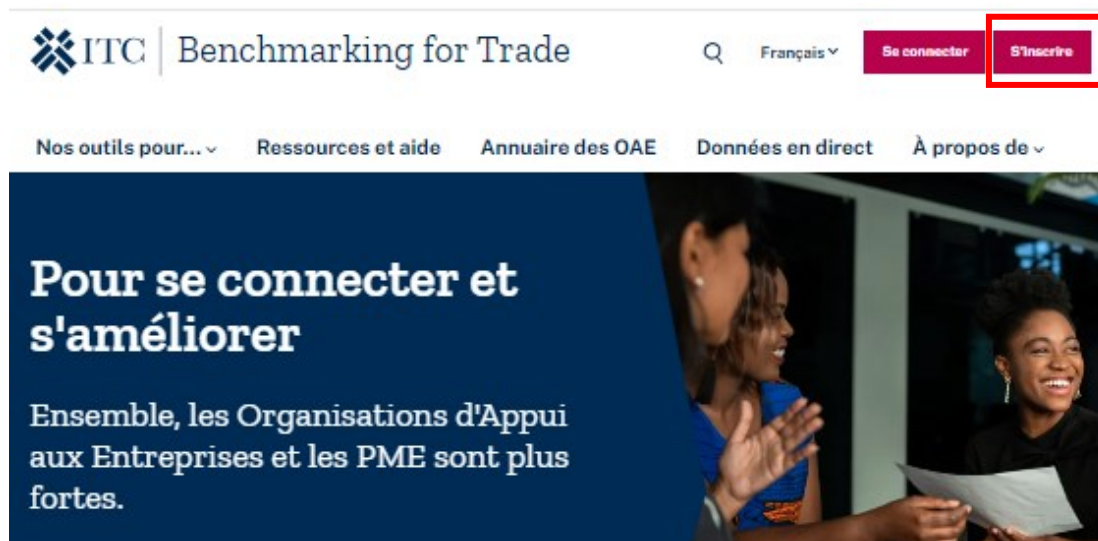 ITC | Benchmarking for Trade
Français
Se connecter
S'inscrire
Nos outils pour...
Ressources et aide
Annuaire des OAE
Données en direct
À propos de
Pour se connecter et
s'améliorer
Ensemble, les Organisations d'Appui
aux Entreprises et les PME sont plus
fortes.